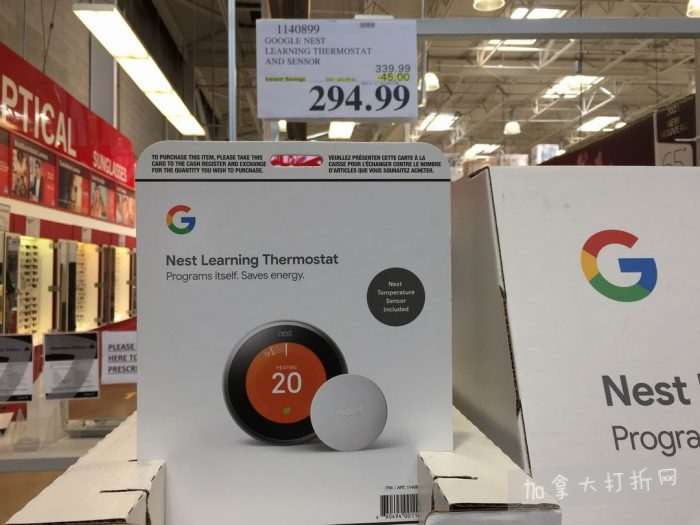 1140899
GOOGLE NEST
LEARNING THERMOSTAT
AND SENSOR
339.99
Instant Savings
-45.00
294.99
OPTICAL
SUNGLASSES
TO PURCHASE THIS ITEM, PLEASE TAKE THIS
CARD TO THE CASH REGISTER AND EXCHANGE
FOR THE QUANTITY YOU WISH TO PURCHASE.
VEUILLEZ PRÉSENTER CETTE CARTE À LA
CAISSE POUR L'ÉCHANGER CONTRE LE NOMBRE
D'ARTICLES QUE VOUS SOUHAITEZ ACHETER.
G
Nest Learning Thermostat
Programs itself. Saves energy.
Nest
Temperature
Sensor
Included
nest
HEATING
20
PLEASE
HERE TO
PRESCR
G
Nest
Progra
加拿大打折网